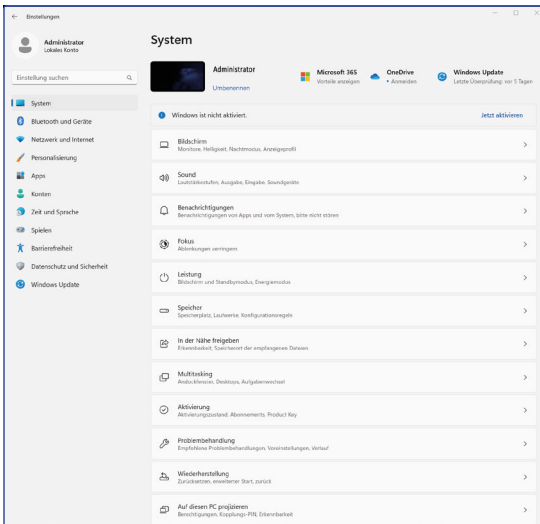 Einstellungen
Administrator
Lokales Konto
Einstellung suchen
System
Bluetooth und Geräte
Netzwerk und Internet
Personalisierung
Apps
Konten
Zeit und Sprache
Spielen
Barrierefreiheit
Datenschutz und Sicherheit
Windows Update
System
Administrator
Umbenennen
Microsoft 365
Vorteile anzeigen
OneDrive
• Anmelden
Windows Update
Letzte Überprüfung: vor 5 Tagen
Windows ist nicht aktiviert.
Jetzt aktivieren
Bildschirm
Monitore, Helligkeit, Nachtmodus, Anzeigeprofil
Sound
Lautstärkestufen, Ausgabe, Eingabe, Soundgeräte
Benachrichtigungen
Benachrichtigungen von Apps und vom System, bitte nicht stören
Fokus
Ablenkungen verringern
Leistung
Bildschirm und Standbymodus, Energiemodus
Speicher
Speicherplatz, Laufwerke, Konfigurationsregeln
In der Nähe freigeben
Erkennbarkeit, Speicherort der empfangenen Dateien
Multitasking
Andockfenster, Desktops, Aufgabenwechsel
Aktivierung
Aktivierungszustand, Abonnements, Product Key
Problembehandlung
Empfohlene Problembehandlungen, Voreinstellungen, Verlauf
Wiederherstellung
Zurücksetzen, erweiterter Start, zurück
Auf diesen PC projizieren
Berechtigungen, Kopplungs-PIN, Erkennbarkeit